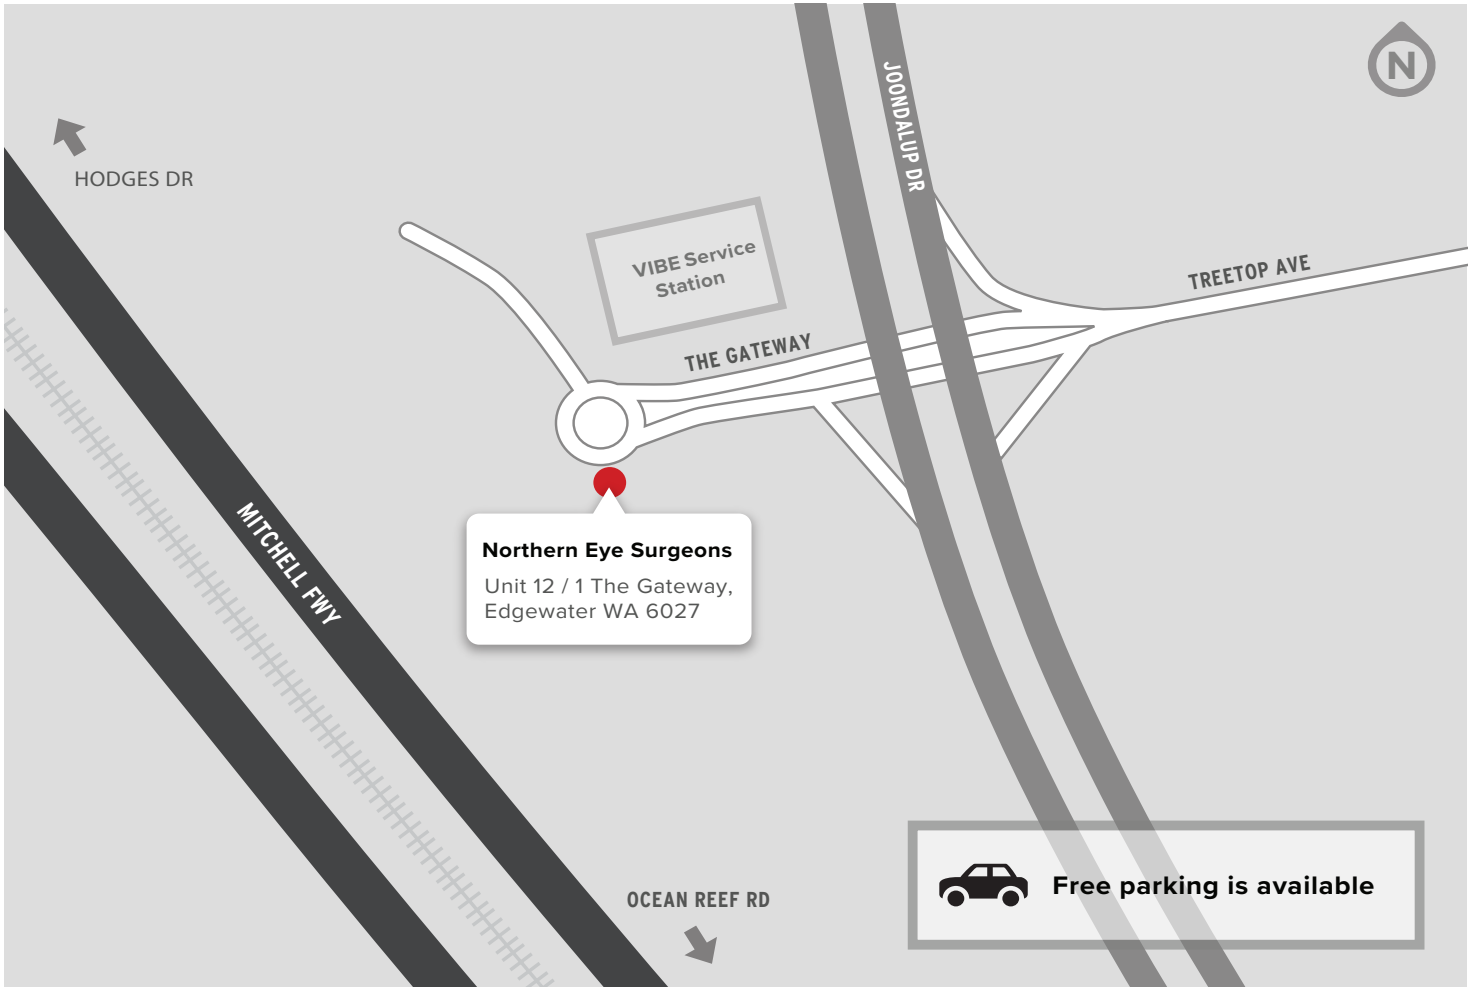 N
JOONDALUP DR
HODGES DR
VIBE Service
Station
TREETOP AVE
THE GATEWAY
MITCHELL FWY
Northern Eye Surgeons
Unit 12 / 1 The Gateway,
Edgewater WA 6027
OCEAN REEF RD
Free parking is available